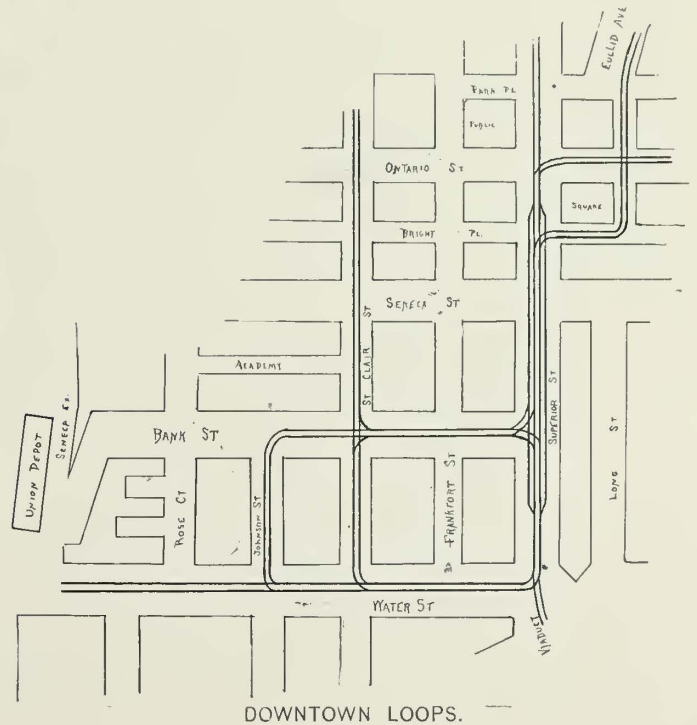 EUCLID AVE
PARK PL
PUBLIC
ONTARIO ST
SQUARE
BRIGHT PL.
SENECA ST
ST CLAIR ST
ACADEMY
SUPERIOR ST
LONG ST
SENECA EX.
BANK ST
UNION DEPOT
ROSE CT
JOHNSON ST
FRANKFORT ST
WATER ST
VIADUCT
DOWNTOWN LOOPS.